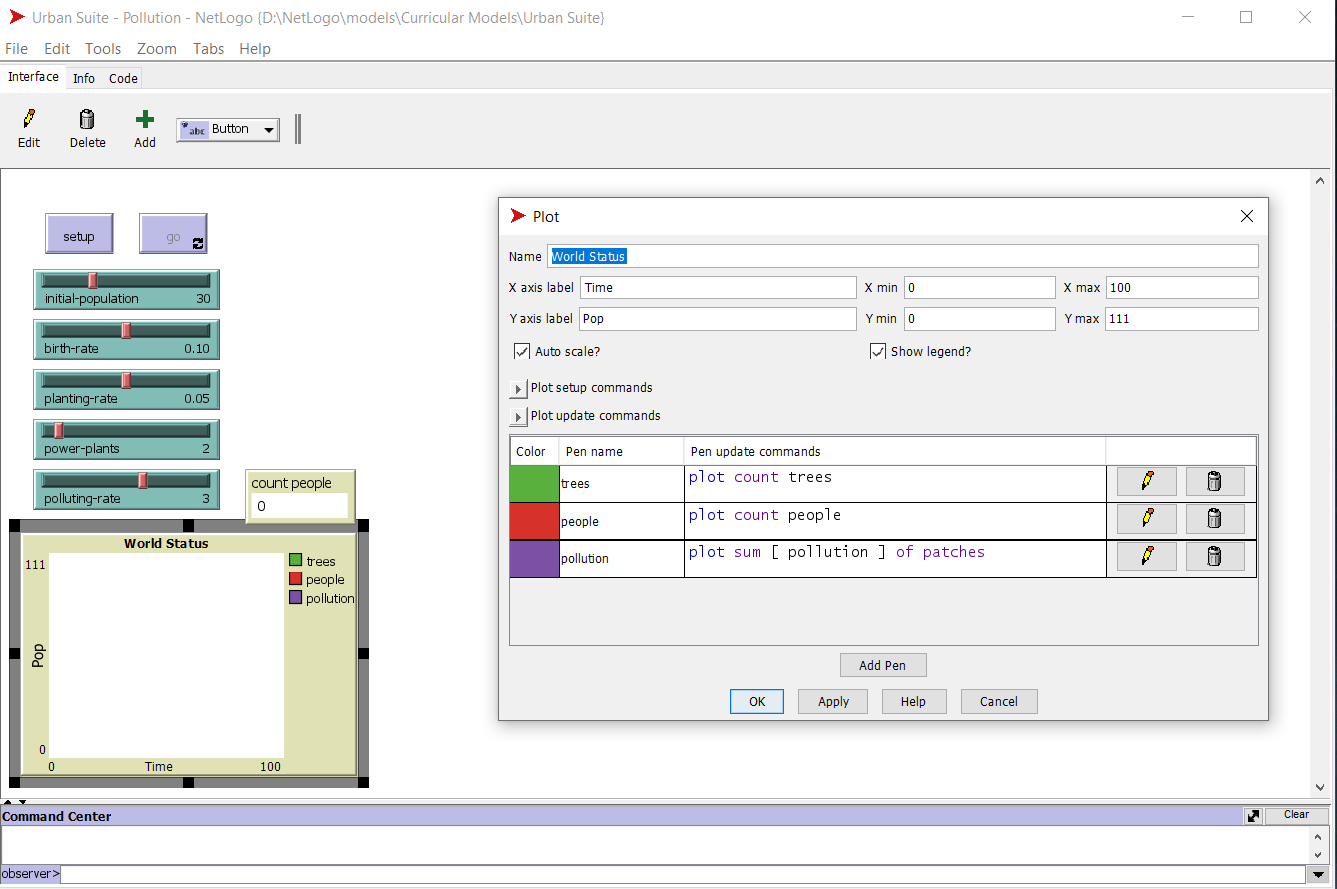 Urban Suite - Pollution - NetLogo {D:\NetLogo\models\Curricular Models\Urban Suite}
File Edit Tools Zoom Tabs Help
Interface Info Code
Edit Delete Add abc Button
setup go
initial-population 30
birth-rate 0.10
planting-rate 0.05
power-plants 2
polluting-rate 3
count people
0
World Status
111
Pop
0
0 Time 100
trees
people
pollution
Plot
Name World Status
X axis label Time X min 0 X max 100
Y axis label Pop Y min 0 Y max 111
Auto scale? Show legend?
Plot setup commands
Plot update commands
Color Pen name Pen update commands
trees plot count trees
people plot count people
pollution plot sum [ pollution ] of patches
Add Pen
OK Apply Help Cancel
Command Center Clear
observer>